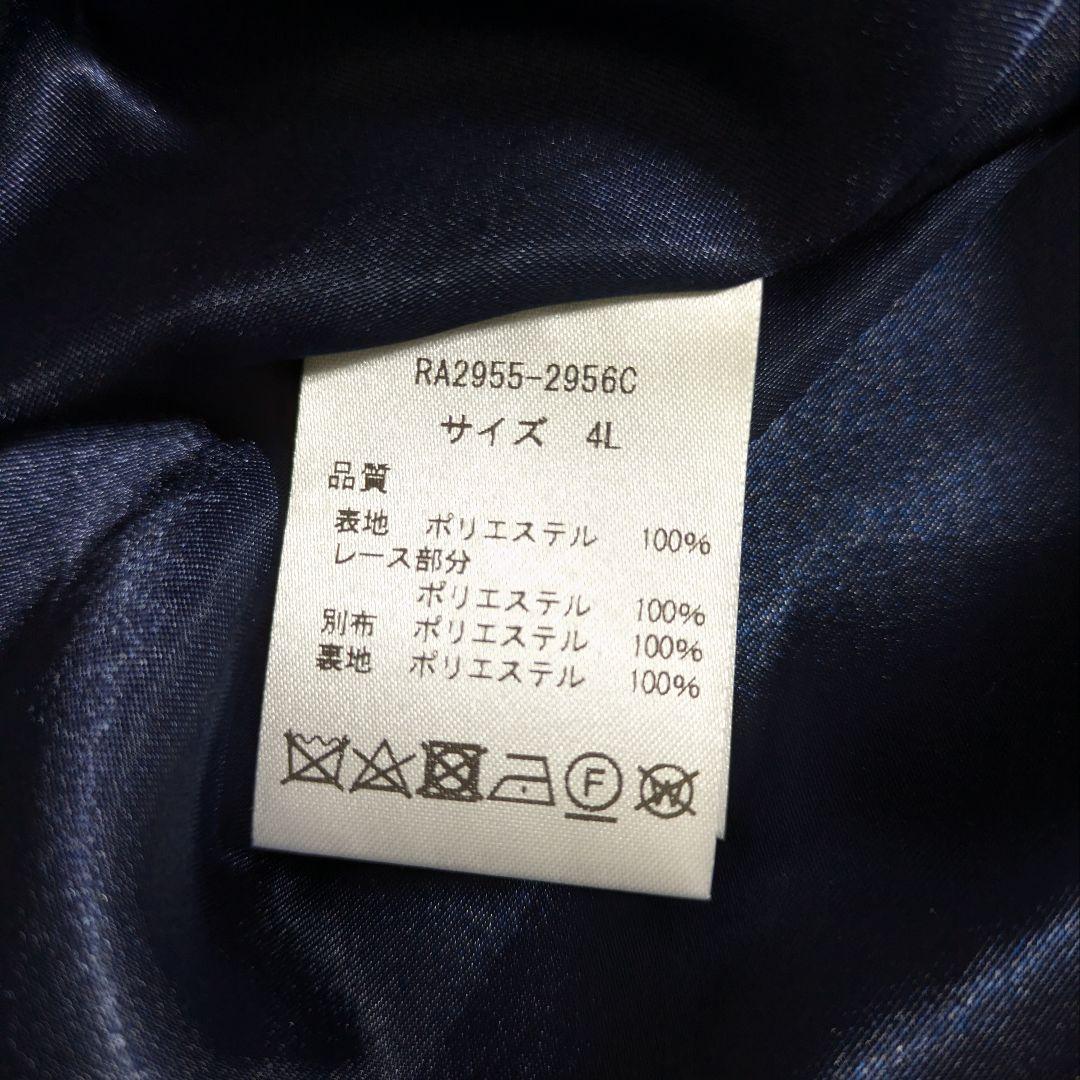 RA2955-2956C
サイズ 4L
品質
表地 ポリエステル 100%
レース部分
ポリエステル 100%
別布 ポリエステル 100%
裏地 ポリエステル 100%
F W